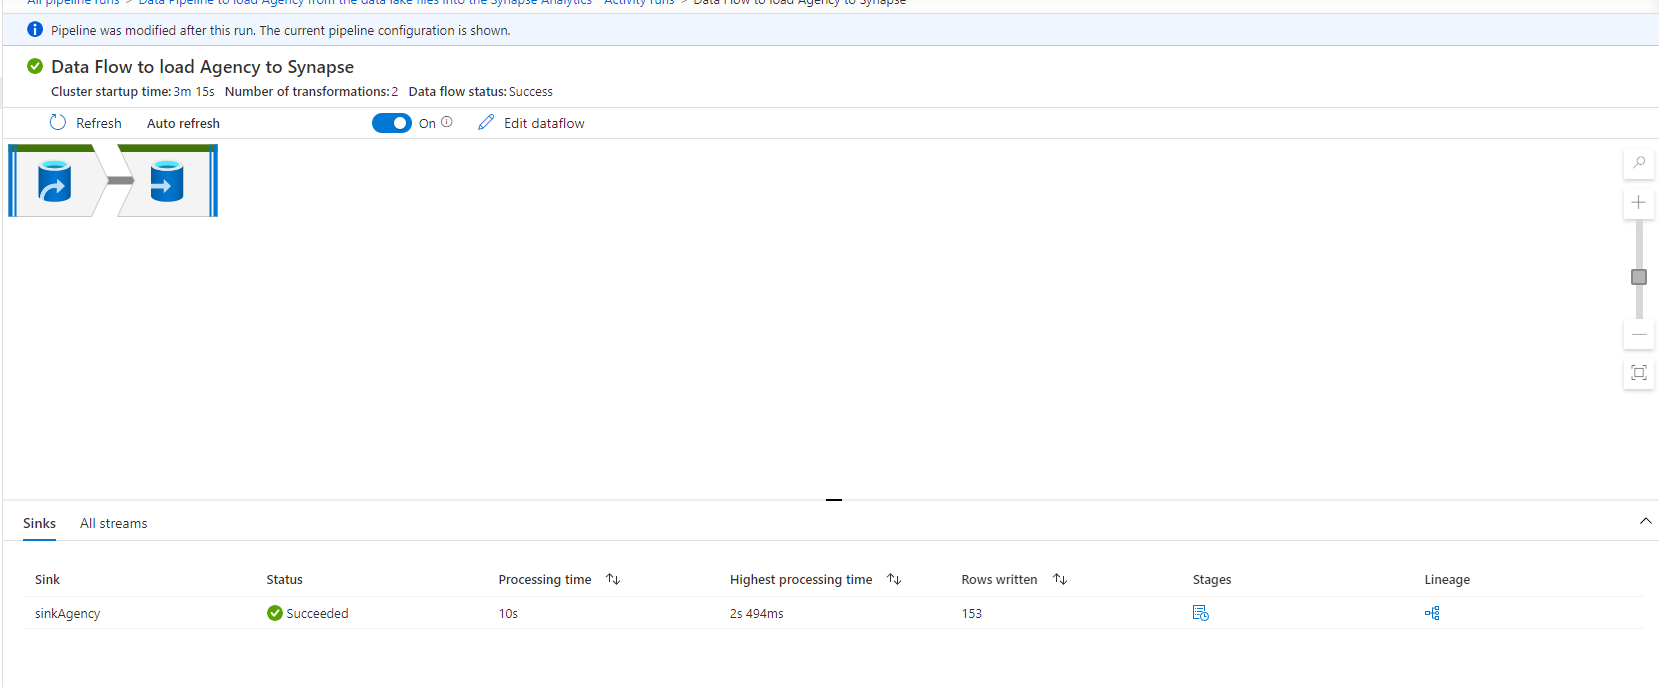 All pipeline runs > Data Pipeline to load Agency from the data lake files into the Synapse Analytics - Activity runs > Data Flow to load Agency to Synapse
Pipeline was modified after this run. The current pipeline configuration is shown.
Data Flow to load Agency to Synapse
Cluster startup time: 3m 15s Number of transformations: 2 Data flow status: Success
Refresh Auto refresh On Edit dataflow
Sinks All streams
Sink Status Processing time Highest processing time Rows written Stages Lineage
sinkAgency Succeeded 10s 2s 494ms 153